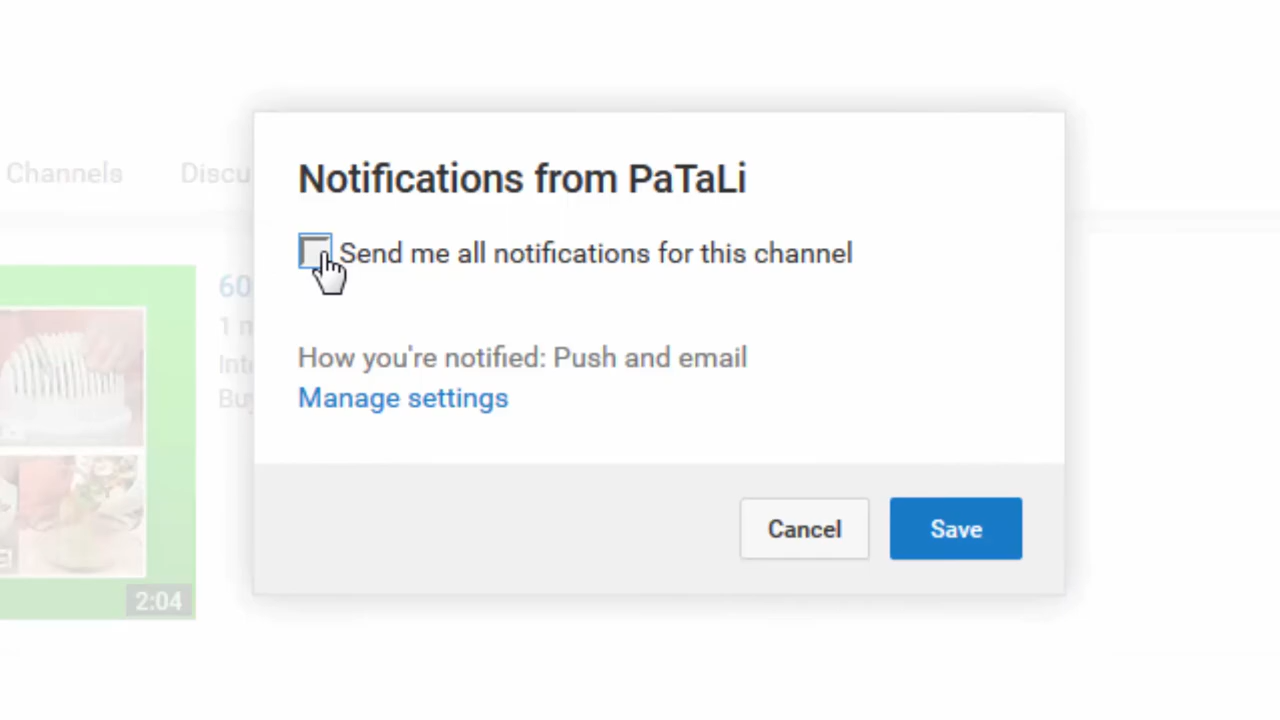 Channels
Notifications from PaTaLi
Send me all notifications for this channel
60
How you're notified: Push and email
Manage settings
Cancel
Save
2:04